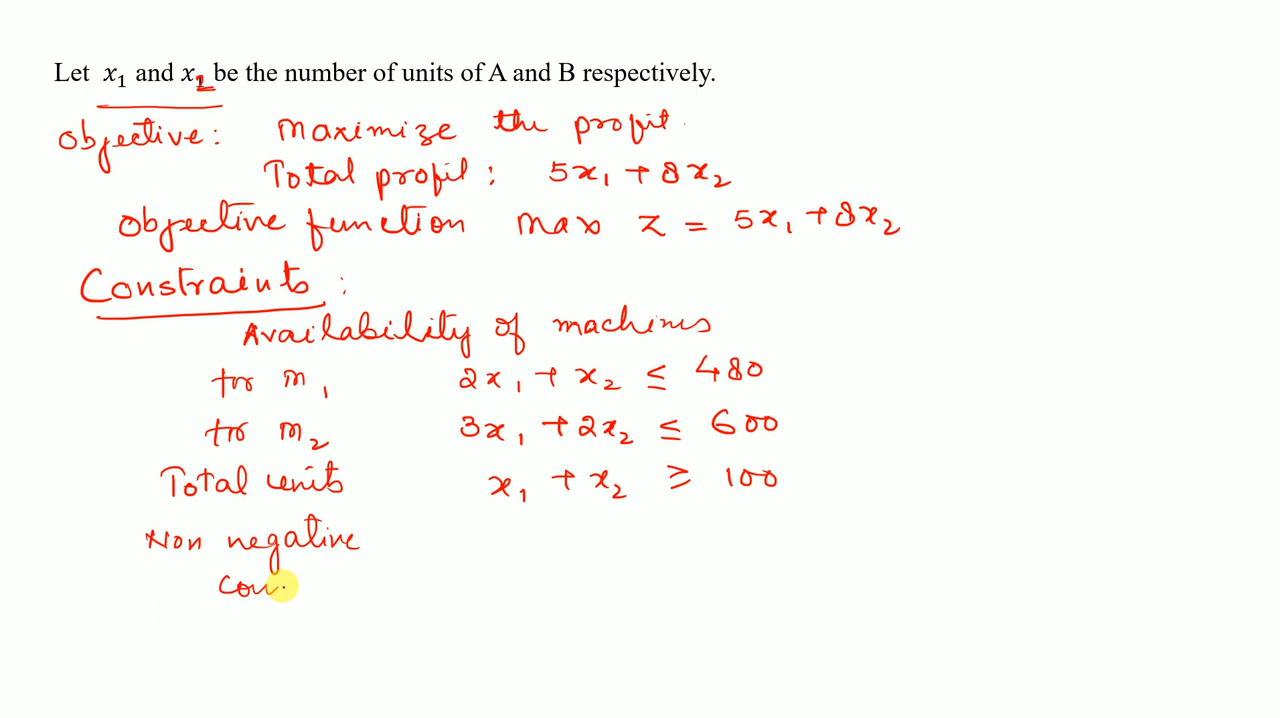 Let x₁ and x₂ be the number of units of A and B respectively.
Objective: Maximize the profit.
Total profit: 5x₁ + 8x₂
Objective function max z = 5x₁ + 8x₂
Constraints:
Availability of machines
for m₁ 2x₁ + x₂ ≤ 480
for m₂ 3x₁ + 2x₂ ≤ 600
Total units x₁ + x₂ ≥ 100
Non negative